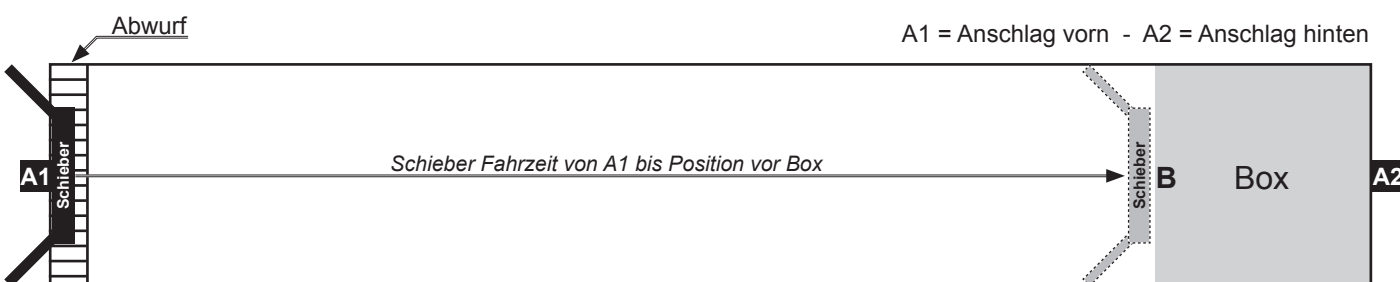 Abwurf
A1 = Anschlag vorn - A2 = Anschlag hinten
A1
Schieber
Schieber Fahrzeit von A1 bis Position vor Box
Schieber
B
Box
A2